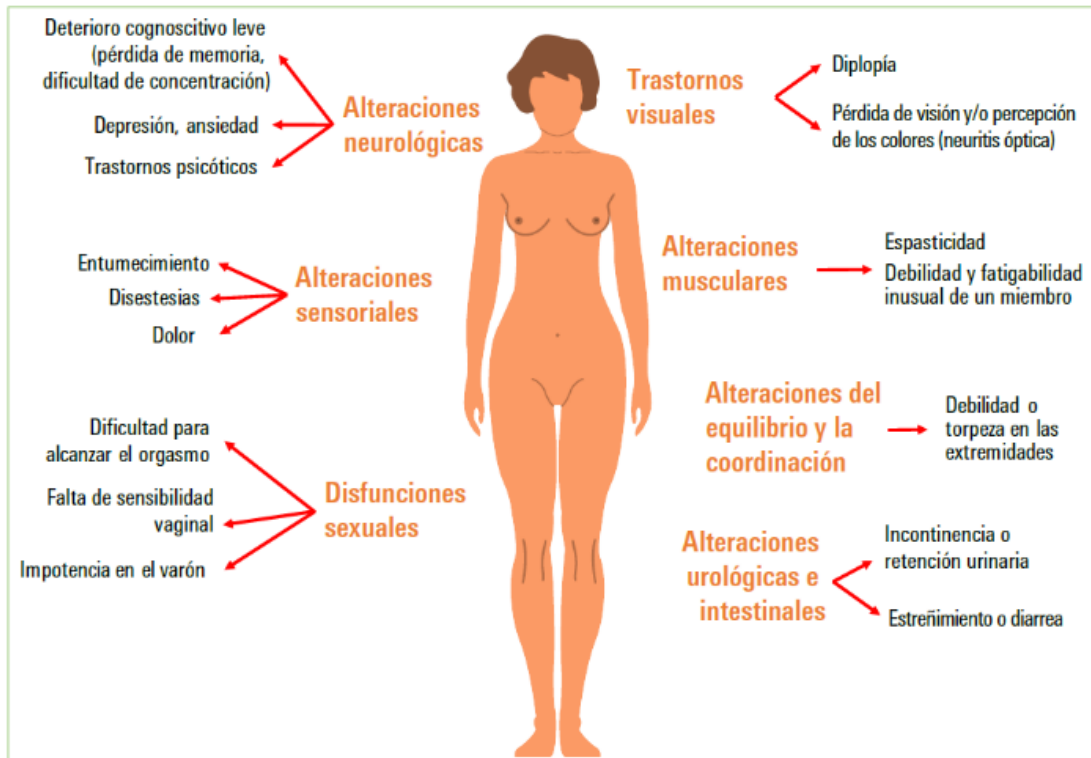 Deterioro cognoscitivo leve
(pérdida de memoria,
dificultad de concentración)
Depresión, ansiedad
Trastornos psicóticos
Alteraciones
neurológicas
Trastornos
visuales
Diplopía
Pérdida de visión y/o percepción
de los colores (neuritis óptica)
Entumecimiento
Disestesias
Dolor
Alteraciones
sensoriales
Alteraciones
musculares
Espasticidad
Debilidad y fatigabilidad
inusual de un miembro
Dificultad para
alcanzar el orgasmo
Falta de sensibilidad
vaginal
Impotencia en el varón
Disfunciones
sexuales
Alteraciones del
equilibrio y la
coordinación
Debilidad o
torpeza en las
extremidades
Alteraciones
urológicas e
intestinales
Incontinencia o
retención urinaria
Estreñimiento o diarrea